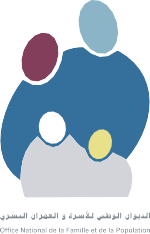 الديوان الوطني للأسرة و العمران البشري
Office National de la Famille et de la Population